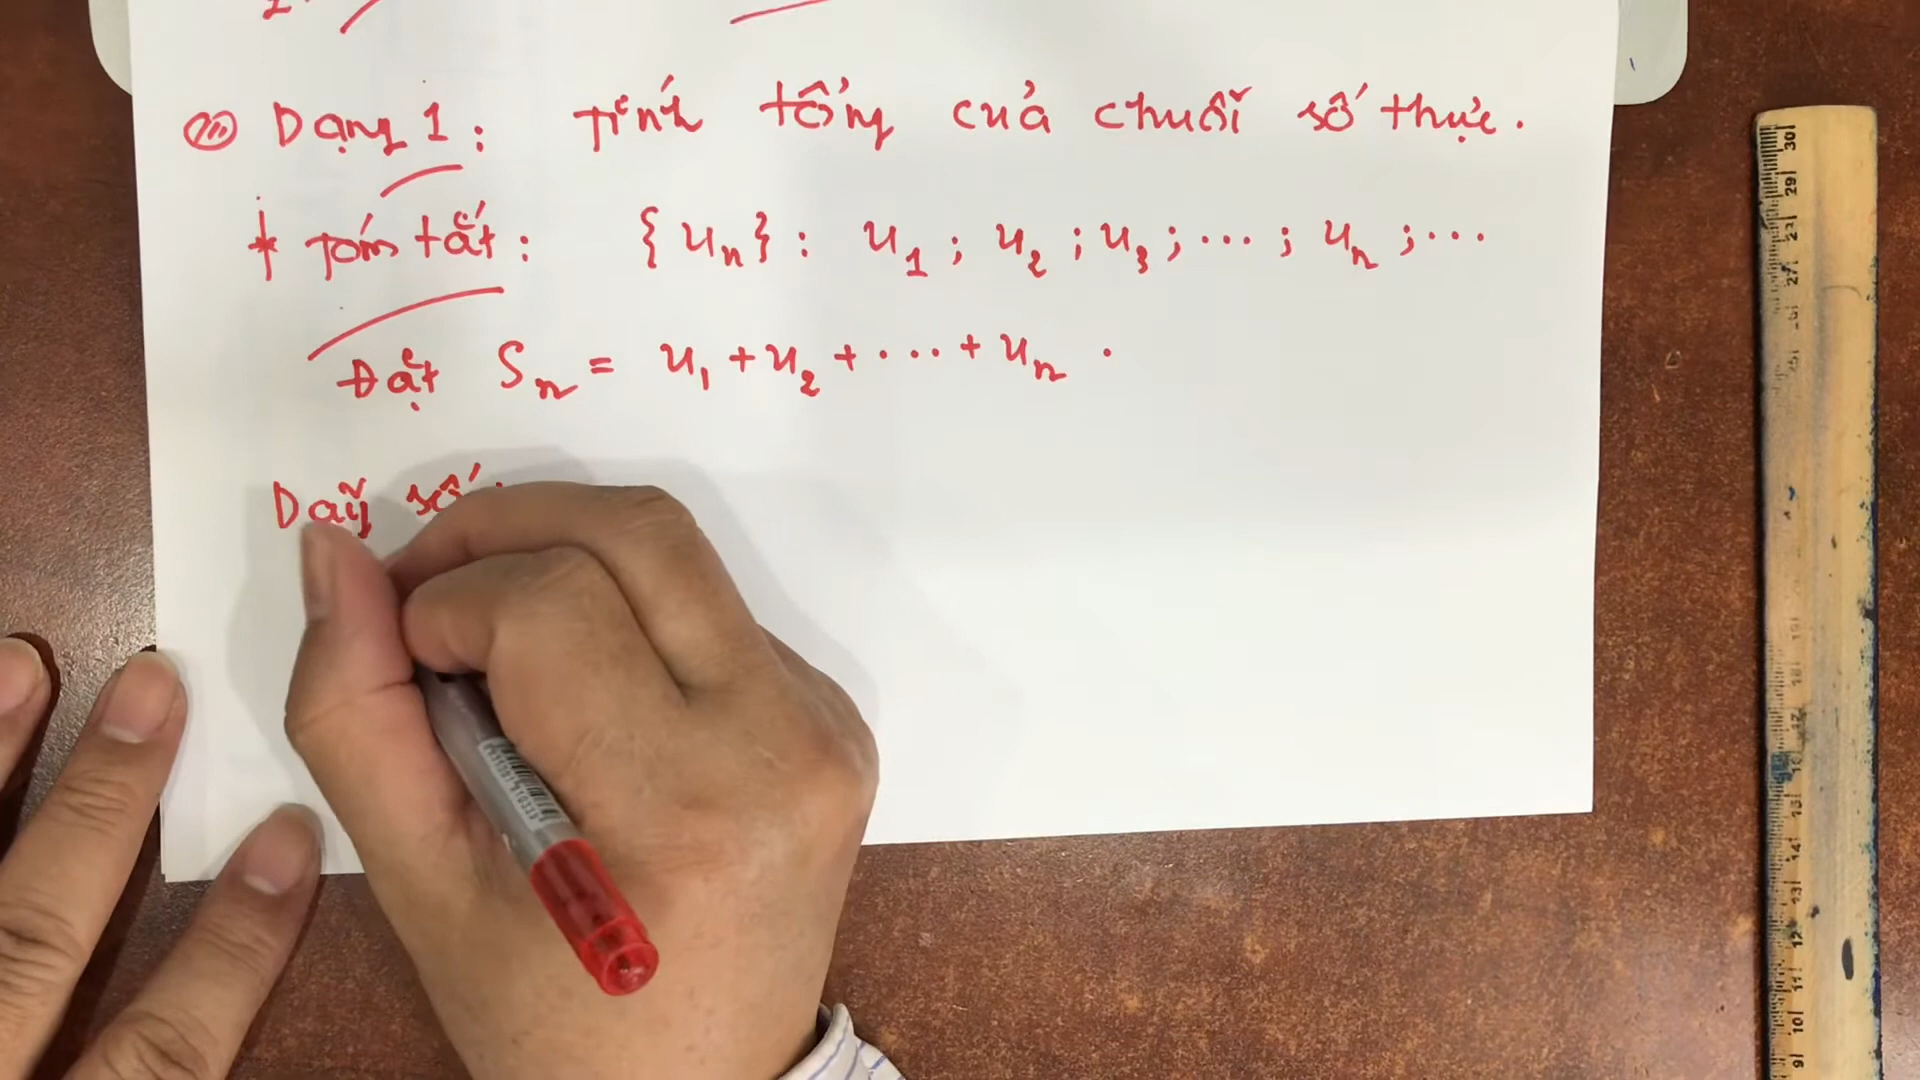 Dạng 1: Tính tổng của chuỗi số thực.
+ Tóm tắt: {uₙ}: u₁; u₂; u₃; ...; uₙ; ...
Đặt Sₙ = u₁ + u₂ + ... + uₙ.
Dãy số